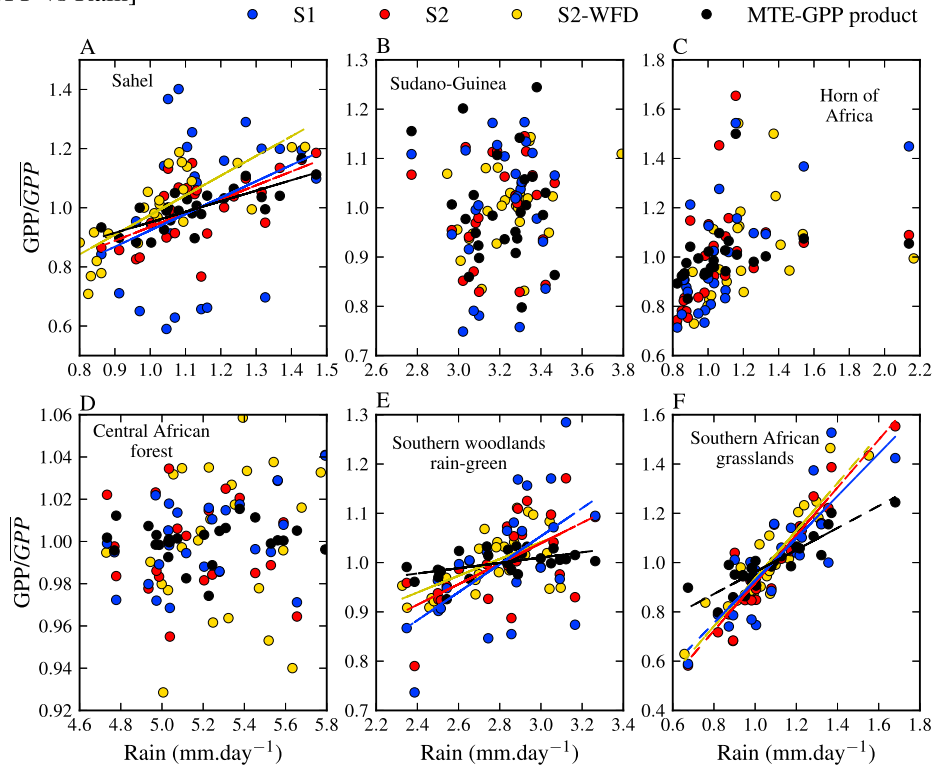 S1 S2 S2-WFD MTE-GPP product
A B C
Sahel Sudano-Guinea Horn of
Africa
GPP/GPP
1.4
1.2
1.0
0.8
0.6
0.8 0.9 1.0 1.1 1.2 1.3 1.4 1.5
1.3
1.2
1.1
1.0
0.9
0.8
0.7
2.6 2.8 3.0 3.2 3.4 3.6 3.8
1.8
1.6
1.4
1.2
1.0
0.8
0.6
0.8 1.0 1.2 1.4 1.6 1.8 2.0 2.2
D E F
Central African
forest
Southern woodlands
rain-green
Southern African
grasslands
GPP/GPP
1.06
1.04
1.02
1.00
0.98
0.96
0.94
0.92
4.6 4.8 5.0 5.2 5.4 5.6 5.8
Rain (mm.day⁻¹)
1.3
1.2
1.1
1.0
0.9
0.8
0.7
2.2 2.4 2.6 2.8 3.0 3.2 3.4
Rain (mm.day⁻¹)
1.6
1.4
1.2
1.0
0.8
0.6
0.4
0.6 0.8 1.0 1.2 1.4 1.6 1.8
Rain (mm.day⁻¹)